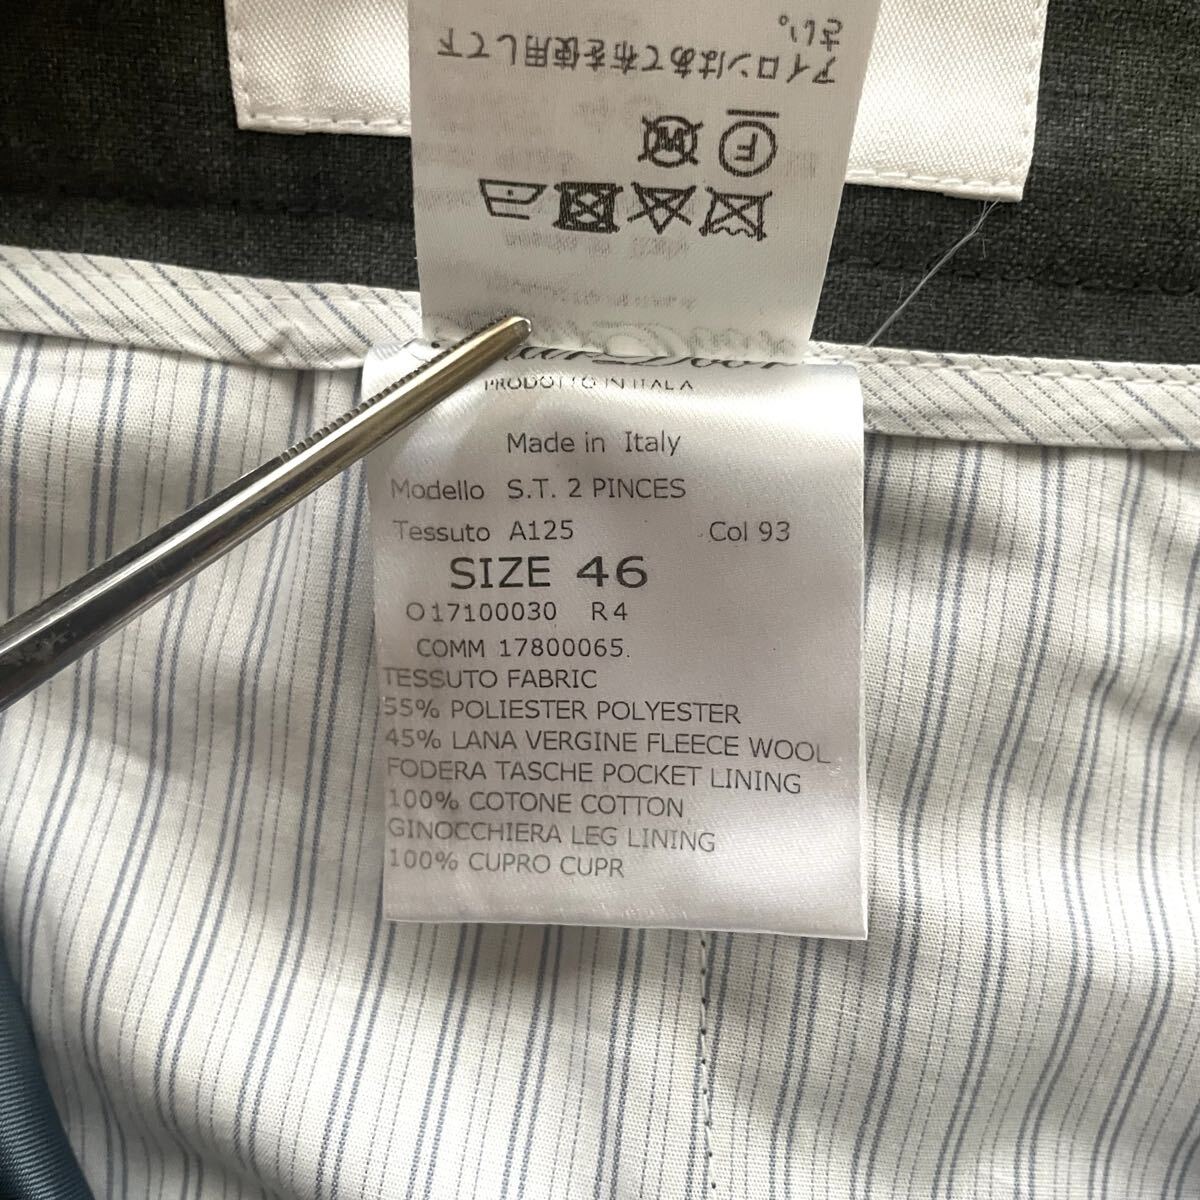 アイロンはあて布を使用して下
さい。
F
W
PRODOTTO IN ITALIA
Made in Italy
Modello S.T. 2 PINCES
Tessuto A125 Col 93
SIZE 46
O17100030 R4
COMM 17800065.
TESSUTO FABRIC
55% POLIESTER POLYESTER
45% LANA VERGINE FLEECE WOOL
FODERA TASCHE POCKET LINING
100% COTONE COTTON
GINOCCHIERA LEG LINING
100% CUPRO CUPR